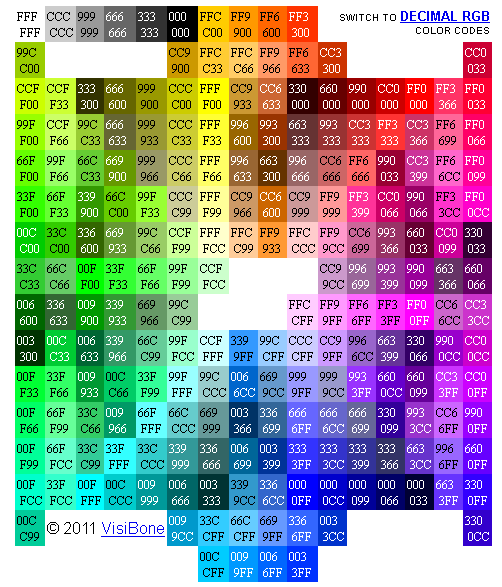 FFF CCC 999 666 333 000 FFC FF9 FF6 FF3 SWITCH TO DECIMAL RGB
FFF CCC 999 666 333 000 C00 900 600 300 COLOR CODES
99C CC9 FFC FFC FF9 FF6 CC3 CC0
C00 900 C33 C66 966 633 300 033
CCF CCF 333 666 999 CCC FFF CC9 CC6 330 660 990 CC0 FF0 FF3 FF0
F00 F33 300 600 900 C00 F00 933 633 000 000 000 000 000 366 033
99F CCF 99C 666 999 CCC FFF 996 993 663 993 CC3 FF3 CC3 FF6 FF0
F00 F66 C33 633 933 C33 F33 600 300 333 333 333 333 366 699 066
66F 99F 66C 669 999 CCC FFF 996 663 996 CC6 FF6 990 CC3 FF6 FF0
F00 F66 C33 900 966 C66 F66 633 300 666 666 666 033 399 6CC 099
33F 66F 339 66C 99F CCC FFF CC9 CC6 CC9 FF9 FF3 CC0 990 FF3 FF0
F00 F33 900 C00 F33 C99 F99 966 600 999 999 399 066 066 3CC 0CC
00C 33C 336 669 99C CCF FFF FFC FF9 FFC FF9 CC6 993 660 CC0 330
C00 C00 600 933 C66 F99 FCC C99 933 CCC 9CC 699 366 033 099 033
33C 66C 00F 33F 66F 99F CCF CC9 996 993 990 663 660
C33 C66 F00 F33 F66 F99 FCC 9CC 699 399 099 366 066
006 336 009 339 669 99C FFC FF9 FF6 FF3 FF0 CC6 CC3
600 633 900 933 966 C99 CFF 9FF 6FF 3FF 0FF 6CC 3CC
003 00C 006 339 66C 99F CCF 339 99C CCC CC9 996 663 330 990 CC0
300 C33 633 966 C99 FCC FFF 9FF CFF CFF 9FF 6CC 399 066 0CC 0CC
00F 33F 009 00C 33F 99F 99C 006 669 999 999 993 660 660 CC3 CC0
F33 F66 933 C66 F99 FFF CCC 6CC 9CC 9FF 9CC 3FF 0CC 099 3FF 0FF
00F 66F 33C 009 66F 66C 669 003 336 666 666 666 330 993 CC6 990
F66 F99 C66 966 FFF CCC 999 366 699 6FF 6CC 699 099 3CC 6FF 0FF
00F 66F 33C 33F 33C 339 336 006 003 333 333 333 333 663 996 660
F99 FCC C99 FFF CCC 999 666 699 399 3FF 3CC 399 366 3CC 6FF 0FF
00F 33F 00F 00C 009 006 003 339 336 000 000 000 000 000 663 330
FCC FCC FFF CCC 999 666 333 9CC 6CC 0FF 0CC 099 066 033 3FF 0FF
00C © 2011 VisiBone 009 33C 66C 669 336 003 330
C99 9CC CFF CFF 9FF 6FF 3CC 0CC
00C 009 006 003
CFF 9FF 6FF 3FF